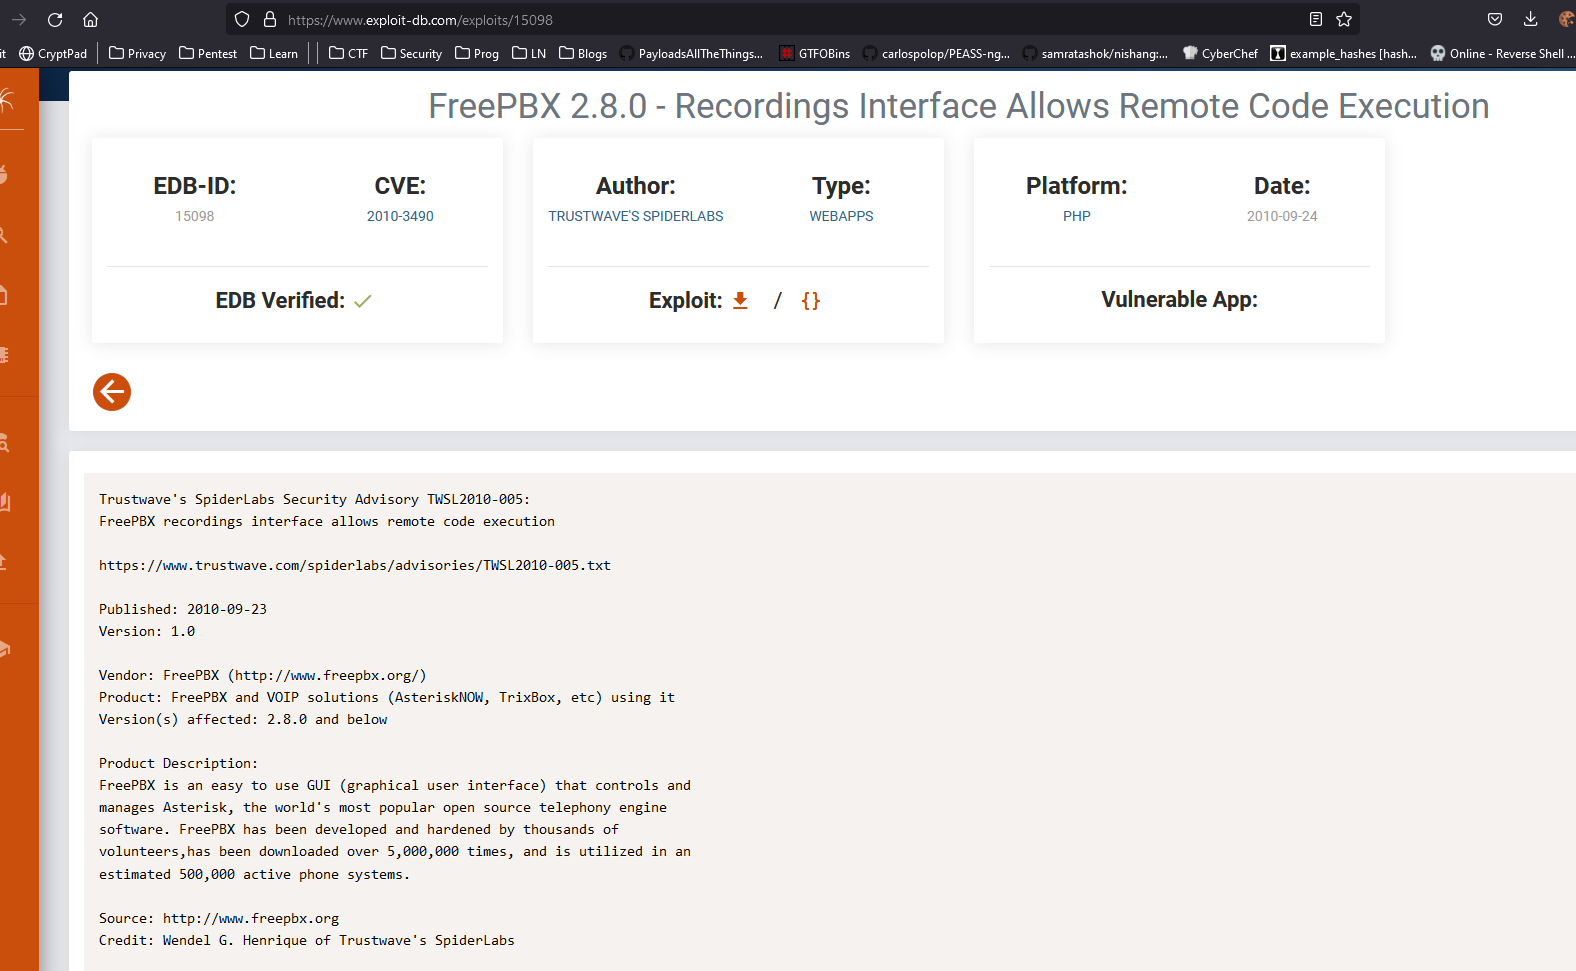 https://www.exploit-db.com/exploits/15098
it CryptPad Privacy Pentest Learn CTF Security Prog LN Blogs PayloadsAllTheThings... GTFOBins carlospolop/PEASS-ng... samratashok/nishang:... CyberChef example_hashes [hash... Online - Reverse Shell ...
FreePBX 2.8.0 - Recordings Interface Allows Remote Code Execution
EDB-ID: CVE: Author: Type: Platform: Date:
15098 2010-3490 TRUSTWAVE'S SPIDERLABS WEBAPPS PHP 2010-09-24
EDB Verified: Exploit: / {} Vulnerable App:
Trustwave's SpiderLabs Security Advisory TWSL2010-005:
FreePBX recordings interface allows remote code execution
https://www.trustwave.com/spiderlabs/advisories/TWSL2010-005.txt
Published: 2010-09-23
Version: 1.0
Vendor: FreePBX (http://www.freepbx.org/)
Product: FreePBX and VOIP solutions (AsteriskNOW, TrixBox, etc) using it
Version(s) affected: 2.8.0 and below
Product Description:
FreePBX is an easy to use GUI (graphical user interface) that controls and
manages Asterisk, the world's most popular open source telephony engine
software. FreePBX has been developed and hardened by thousands of
volunteers,has been downloaded over 5,000,000 times, and is utilized in an
estimated 500,000 active phone systems.
Source: http://www.freepbx.org
Credit: Wendel G. Henrique of Trustwave's SpiderLabs